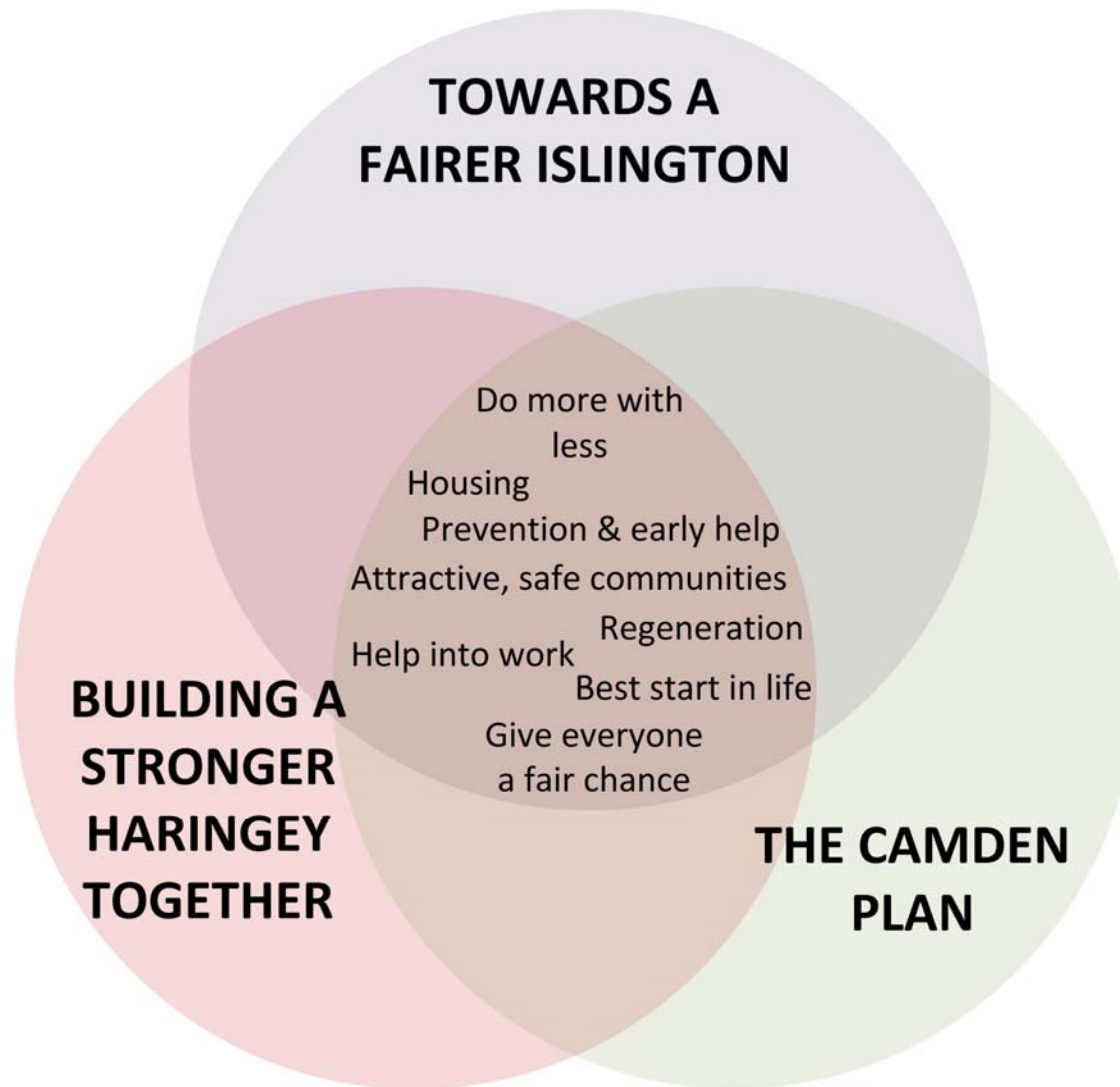 TOWARDS A
FAIRER ISLINGTON
Do more with
less
Housing
Prevention & early help
Attractive, safe communities
Regeneration
Help into work
Best start in life
Give everyone
a fair chance
BUILDING A
STRONGER
HARINGEY
TOGETHER
THE CAMDEN
PLAN